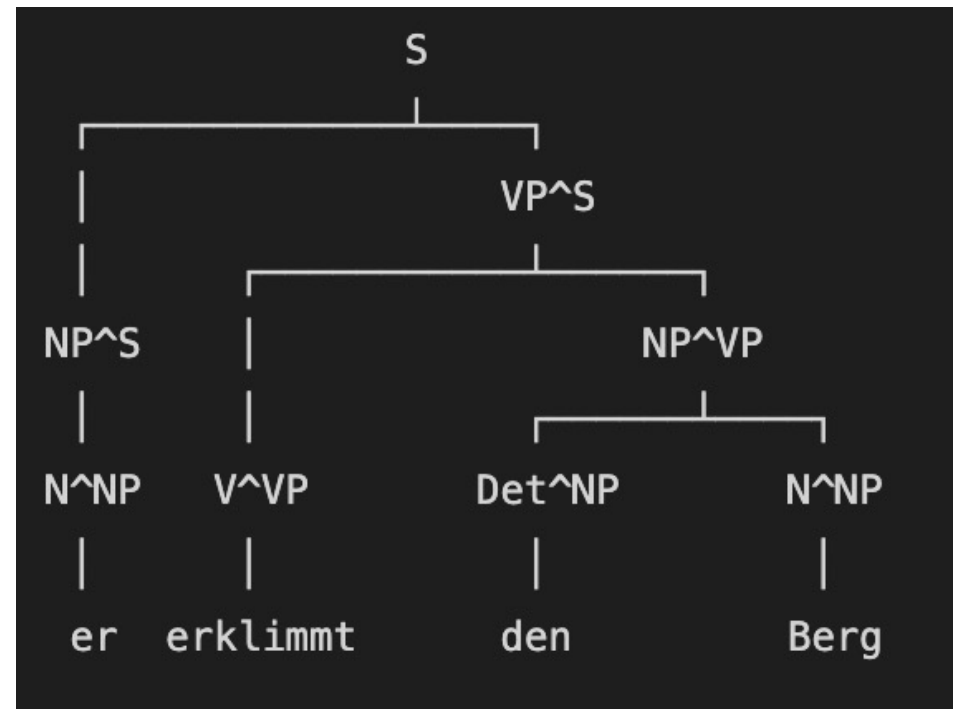 S
VP^S
NP^S NP^VP
N^NP V^VP Det^NP N^NP
er erklimmt den Berg